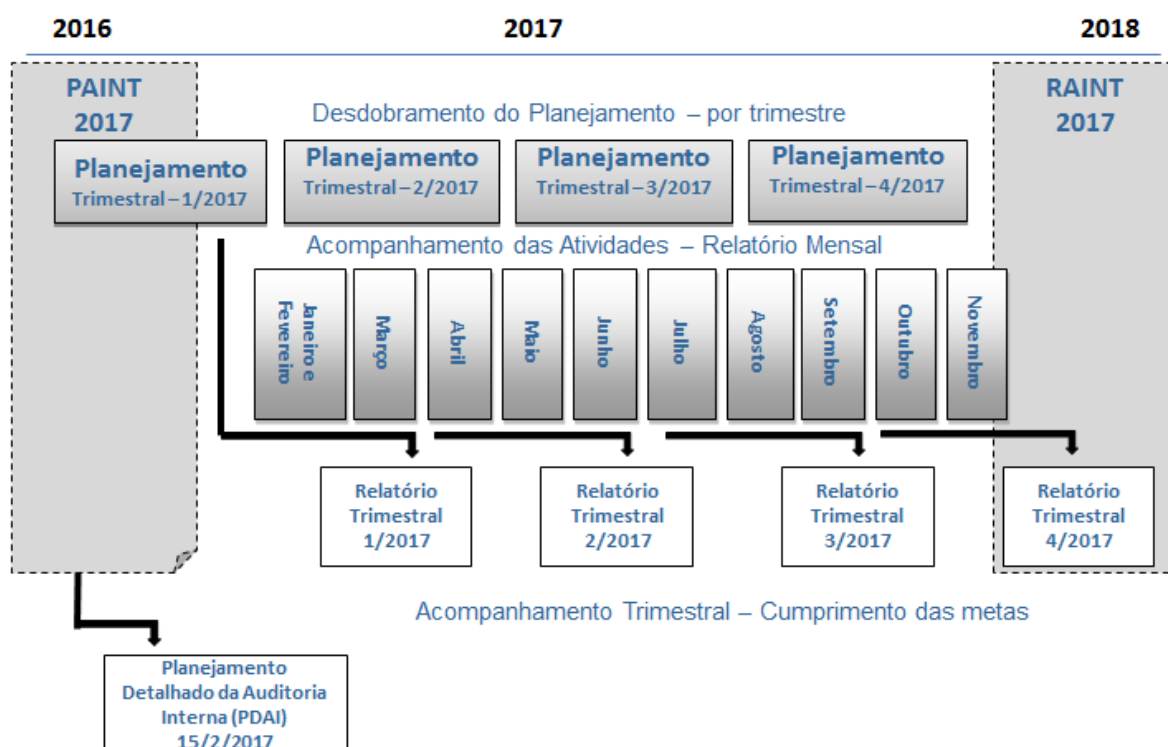 2016
2017
2018
PAINT
2017
RAINT
2017
Desdobramento do Planejamento – por trimestre
Planejamento
Trimestral – 1/2017
Planejamento
Trimestral – 2/2017
Planejamento
Trimestral – 3/2017
Planejamento
Trimestral – 4/2017
Acompanhamento das Atividades – Relatório Mensal
Janeiro e
Fevereiro
Março
Abril
Maio
Junho
Julho
Agosto
Setembro
Outubro
Novembro
Relatório
Trimestral
1/2017
Relatório
Trimestral
2/2017
Relatório
Trimestral
3/2017
Relatório
Trimestral
4/2017
Acompanhamento Trimestral – Cumprimento das metas
Planejamento
Detalhado da Auditoria
Interna (PDAI)
15/2/2017